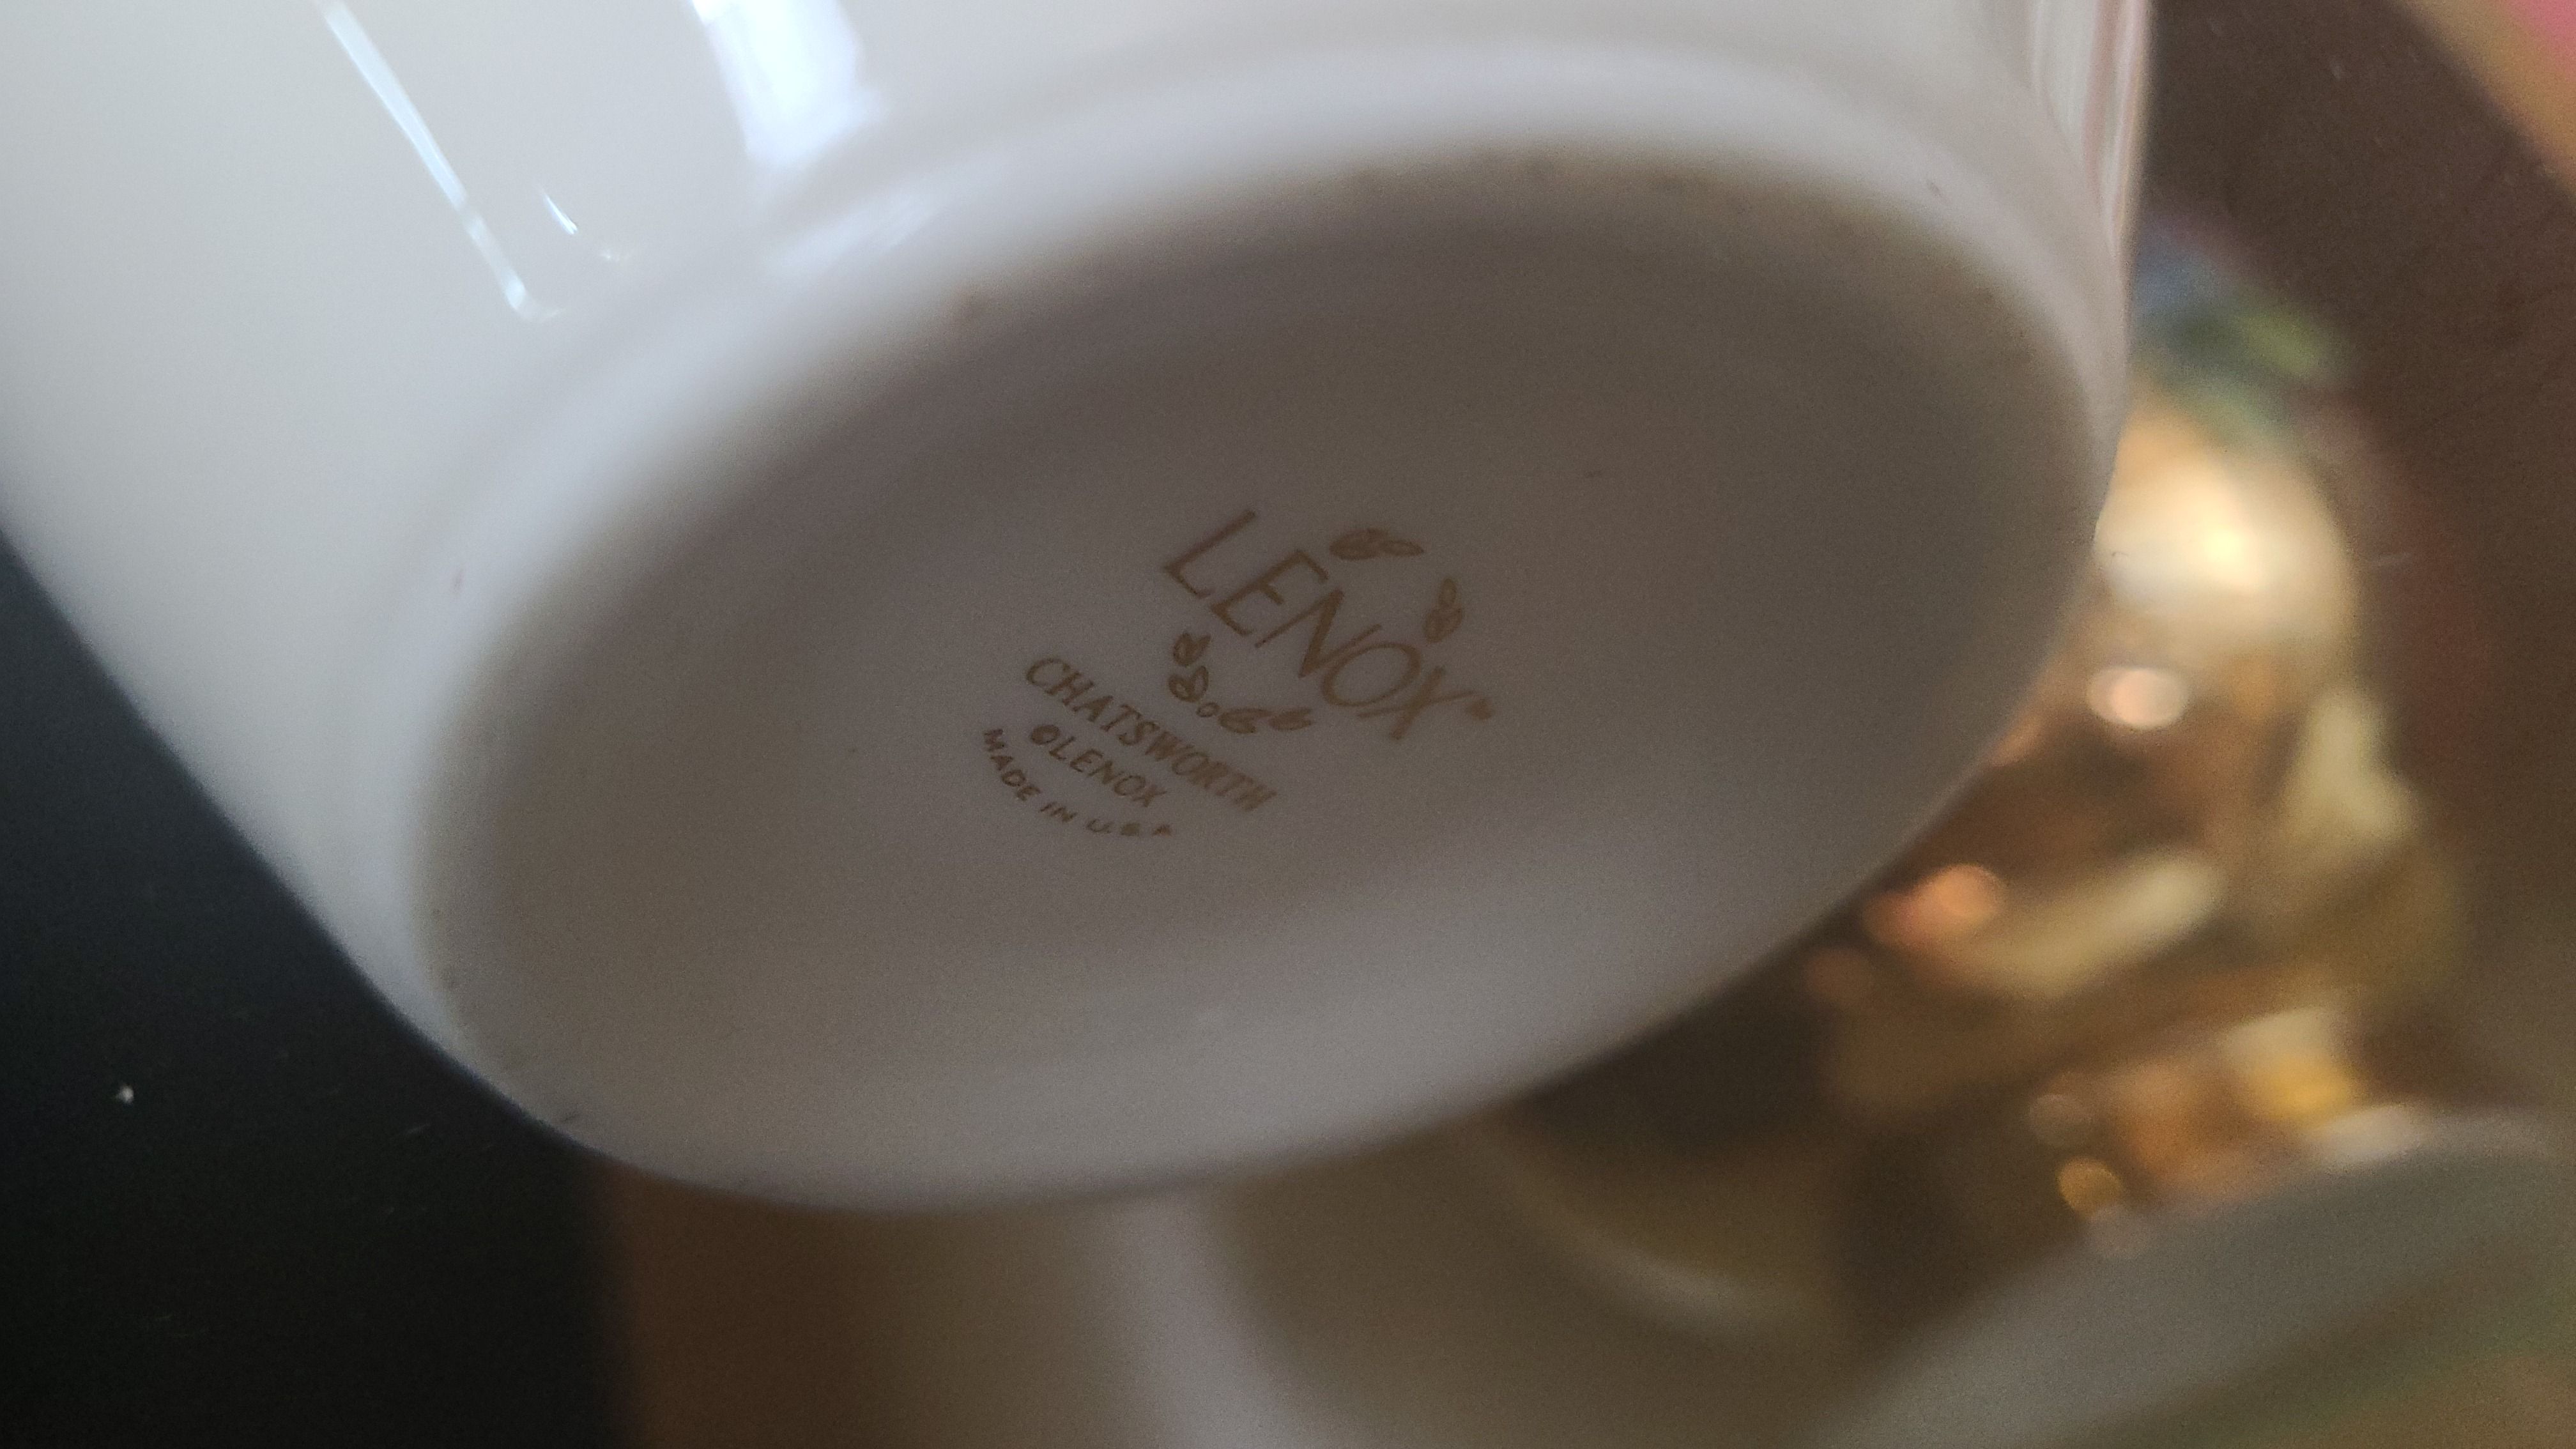 LENOX®
CHATSWORTH
©LENOX
MADE IN U.S.A